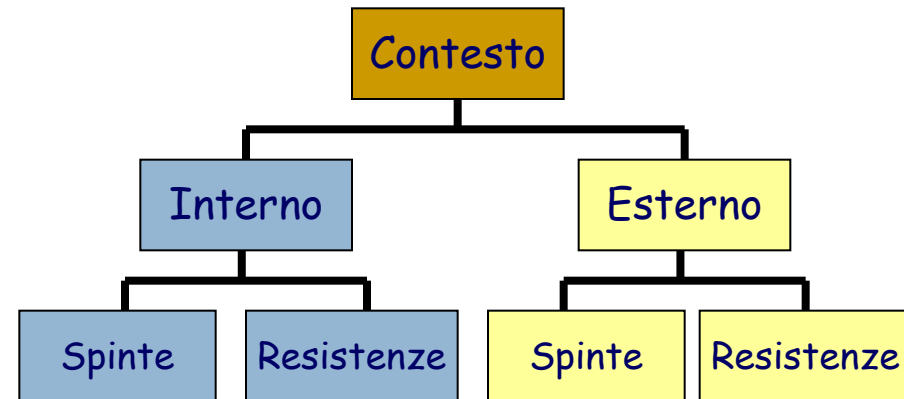 Contesto
Interno
Esterno
Spinte
Resistenze
Spinte
Resistenze